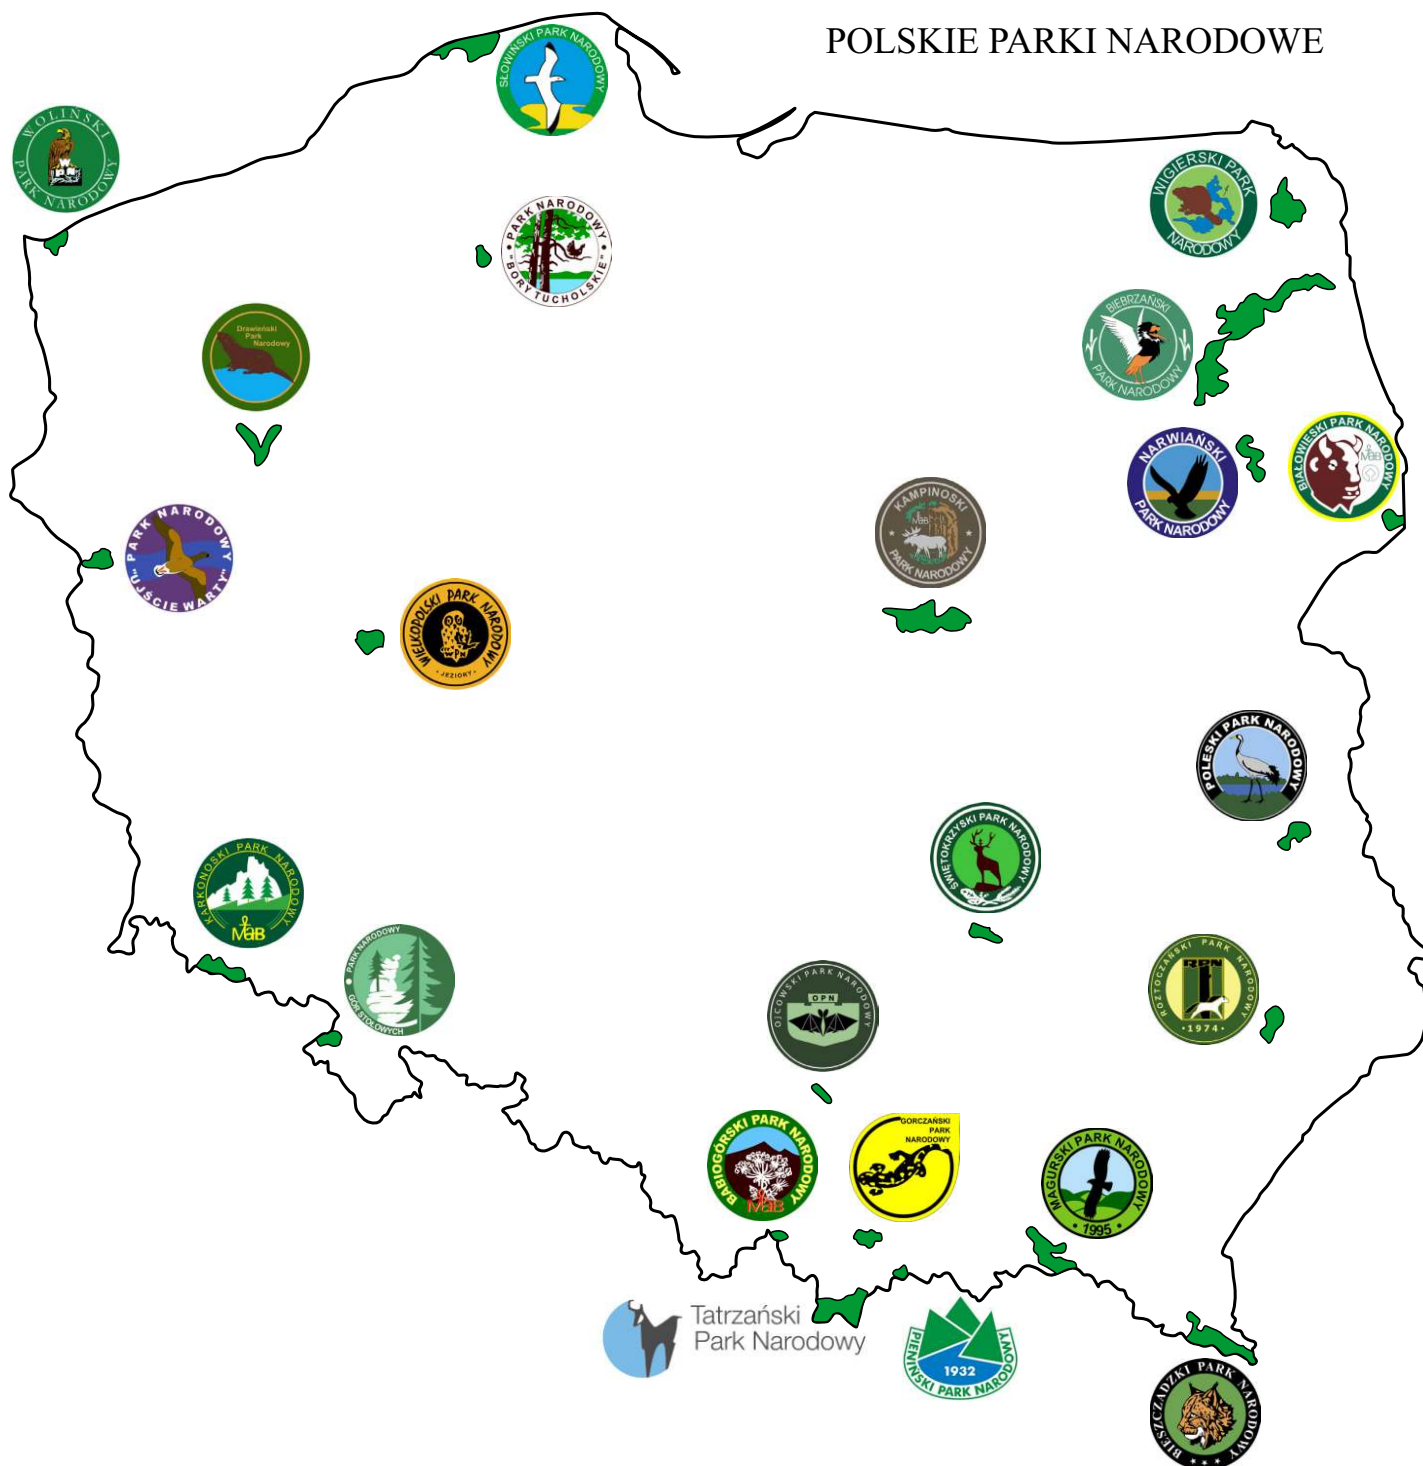 POLSKIE PARKI NARODOWE
SŁOWIŃSKI PARK NARODOWY
WOLIŃSKI
PARK NARODOWY
WIGIERSKI PARK
NARODOWY
PARK NARODOWY
"BORY TUCHOLSKIE"
BIEBRZAŃSKI
PARK NARODOWY
Drawieński
Park
Narodowy
BIAŁOWIESKI PARK NARODOWY
MaB
NARWIAŃSKI
PARK NARODOWY
KAMPINOSKI
MaB
PARK NARODOWY
PARK NARODOWY
"UJŚCIE WARTY"
WIELKOPOLSKI PARK NARODOWY
WPN
• JEZIORY •
POLESKI PARK NARODOWY
ŚWIĘTOKRZYSKI PARK NARODOWY
KARKONOSKI PARK NARODOWY
MaB
PARK NARODOWY
GÓR STOŁOWYCH
ROZTOCZAŃSKI PARK NARODOWY
RPN
• 1974 •
OJCOWSKI PARK NARODOWY
OPN
BABIOGÓRSKI PARK NARODOWY
MaB
GORCZAŃSKI
PARK
NARODOWY
MAGURSKI PARK NARODOWY
• 1995 •
Tatrzański
Park Narodowy
1932
PIENIŃSKI PARK NARODOWY
BIESZCZADZKI PARK NARODOWY